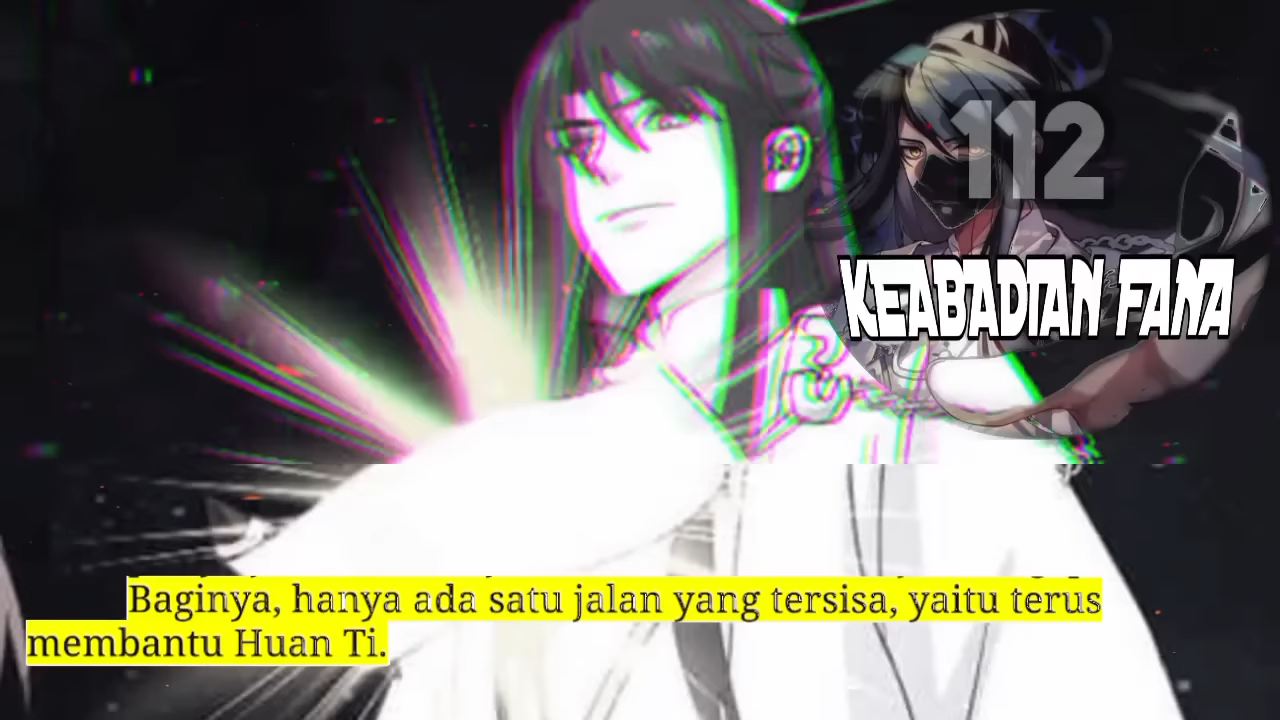 112
KEABADIAN FANA
Baginya, hanya ada satu jalan yang tersisa, yaitu terus
membantu Huan Ti.